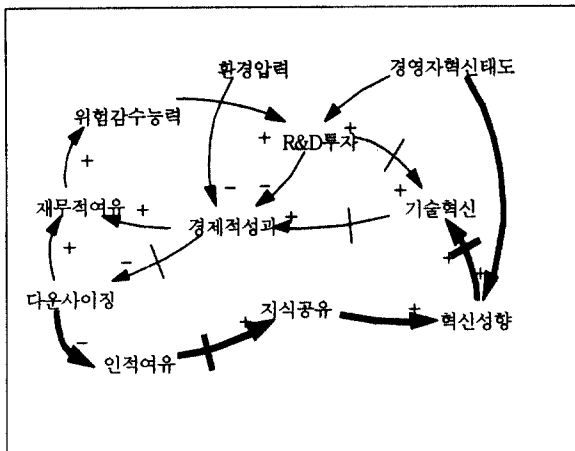 환경압력
경영자혁신태도
위험감수능력
+
+
R&D투자
+
+
재무적여유
+
-
-
+
기술혁신
경제적성과
+
+
-
+
+
다운사이징
지식공유
+
+
혁신성향
-
인적여유